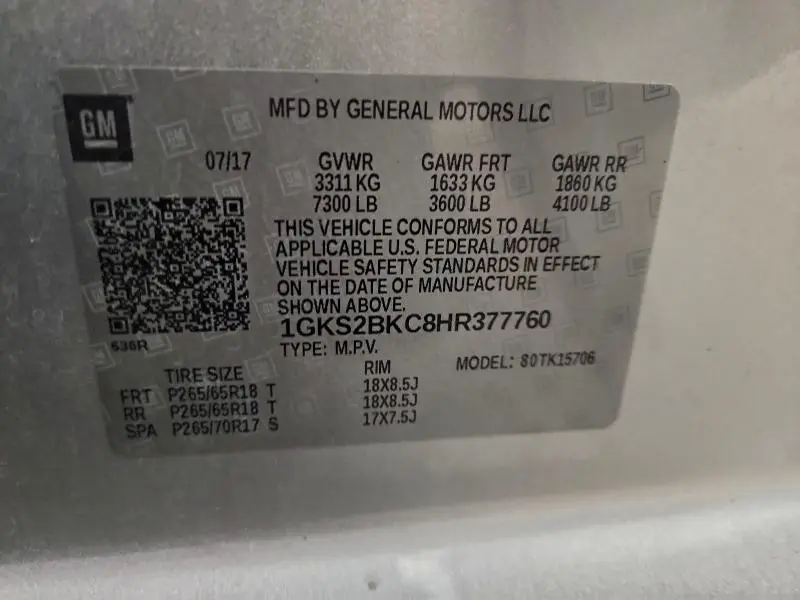 GM
MFD BY GENERAL MOTORS LLC
07/17 GVWR GAWR FRT GAWR RR
3311 KG 1633 KG 1860 KG
7300 LB 3600 LB 4100 LB
THIS VEHICLE CONFORMS TO ALL
APPLICABLE U.S. FEDERAL MOTOR
VEHICLE SAFETY STANDARDS IN EFFECT
ON THE DATE OF MANUFACTURE
SHOWN ABOVE.
1GKS2BKC8HR377760
536R
TYPE: M.P.V. MODEL: 80TK15706
TIRE SIZE RIM
FRT P265/65R18 T 18X8.5J
RR P265/65R18 T 18X8.5J
SPA P265/70R17 S 17X7.5J